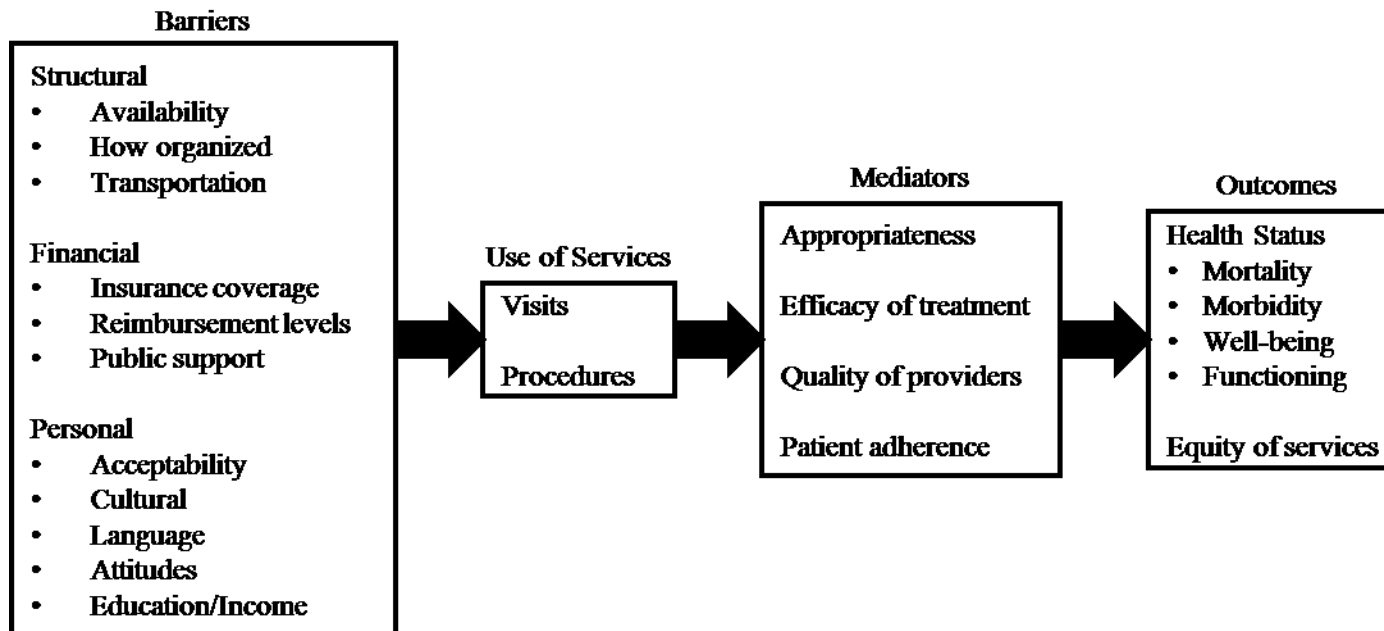 Barriers
Structural
• Availability
• How organized
• Transportation
Financial
• Insurance coverage
• Reimbursement levels
• Public support
Personal
• Acceptability
• Cultural
• Language
• Attitudes
• Education/Income
Use of Services
Visits
Procedures
Mediators
Appropriateness
Efficacy of treatment
Quality of providers
Patient adherence
Outcomes
Health Status
• Mortality
• Morbidity
• Well-being
• Functioning
Equity of services